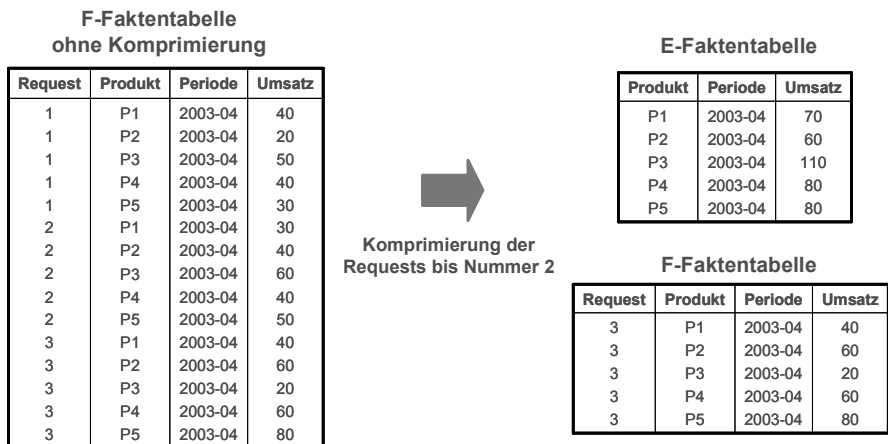 F-Faktentabelle
ohne Komprimierung
Request Produkt Periode Umsatz
1 P1 2003-04 40
1 P2 2003-04 20
1 P3 2003-04 50
1 P4 2003-04 40
1 P5 2003-04 30
2 P1 2003-04 30
2 P2 2003-04 40
2 P3 2003-04 60
2 P4 2003-04 40
2 P5 2003-04 50
3 P1 2003-04 40
3 P2 2003-04 60
3 P3 2003-04 20
3 P4 2003-04 60
3 P5 2003-04 80
Komprimierung der
Requests bis Nummer 2
E-Faktentabelle
Produkt Periode Umsatz
P1 2003-04 70
P2 2003-04 60
P3 2003-04 110
P4 2003-04 80
P5 2003-04 80
F-Faktentabelle
Request Produkt Periode Umsatz
3 P1 2003-04 40
3 P2 2003-04 60
3 P3 2003-04 20
3 P4 2003-04 60
3 P5 2003-04 80